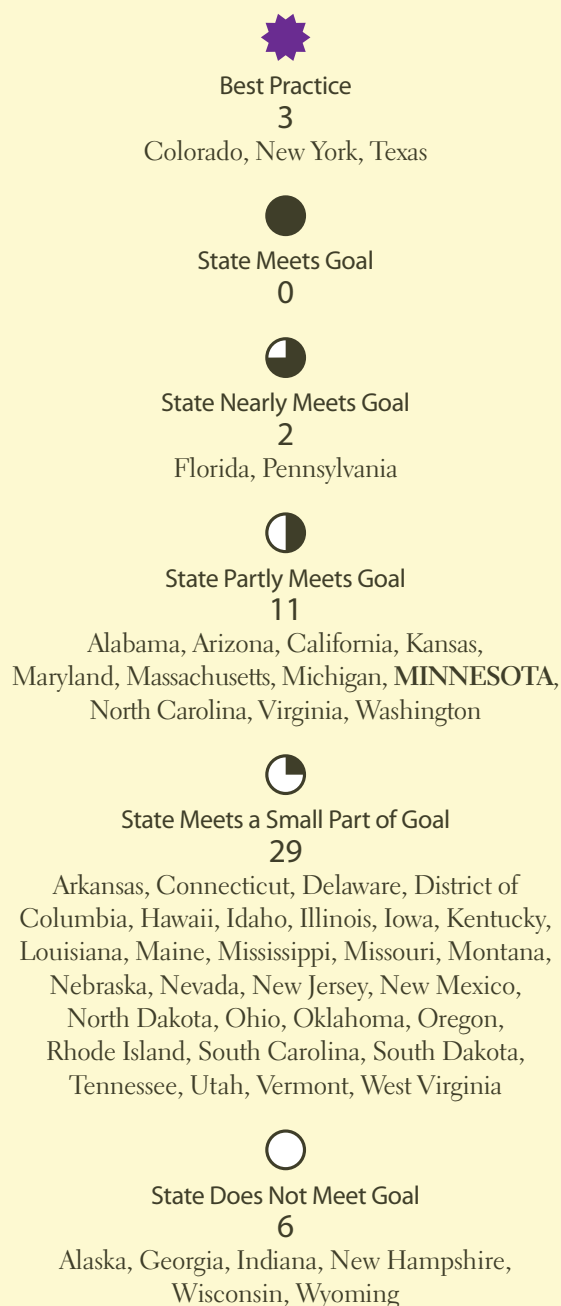 Best Practice
3
Colorado, New York, Texas
State Meets Goal
0
State Nearly Meets Goal
2
Florida, Pennsylvania
State Partly Meets Goal
11
Alabama, Arizona, California, Kansas,
Maryland, Massachusetts, Michigan, MINNESOTA,
North Carolina, Virginia, Washington
State Meets a Small Part of Goal
29
Arkansas, Connecticut, Delaware, District of
Columbia, Hawaii, Idaho, Illinois, Iowa, Kentucky,
Louisiana, Maine, Mississippi, Missouri, Montana,
Nebraska, Nevada, New Jersey, New Mexico,
North Dakota, Ohio, Oklahoma, Oregon,
Rhode Island, South Carolina, South Dakota,
Tennessee, Utah, Vermont, West Virginia
State Does Not Meet Goal
6
Alaska, Georgia, Indiana, New Hampshire,
Wisconsin, Wyoming